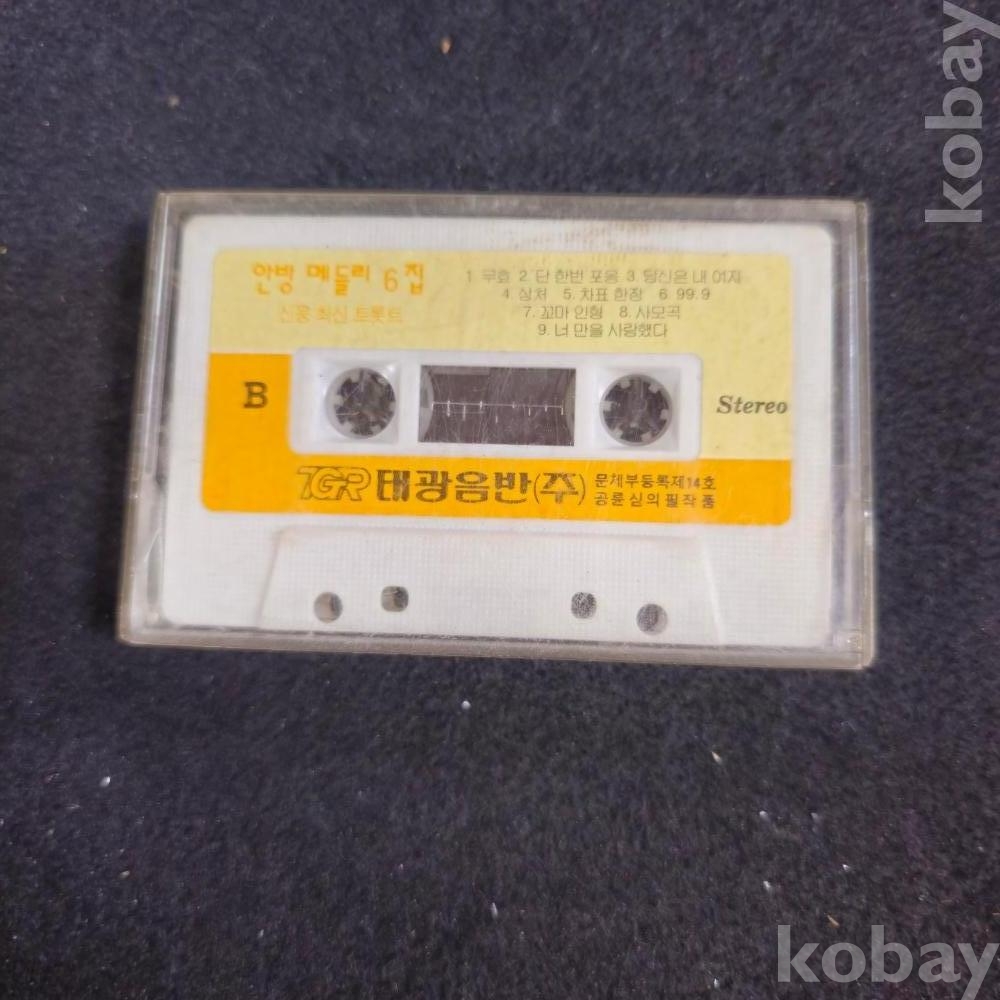 한방 메들리 6집
신콩 최신 트롯트
1. 무효 2. 단 한번 포옹 3. 당신은 내 여자
4. 상처 5. 차표 한장 6. 99.9
7. 꼬마 인형 8. 사모곡
9. 너 만을 사랑했다
B
Stereo
TGR 태광음반(주)
문체부등록제14호
공륜심의필작품
kobay
kobay